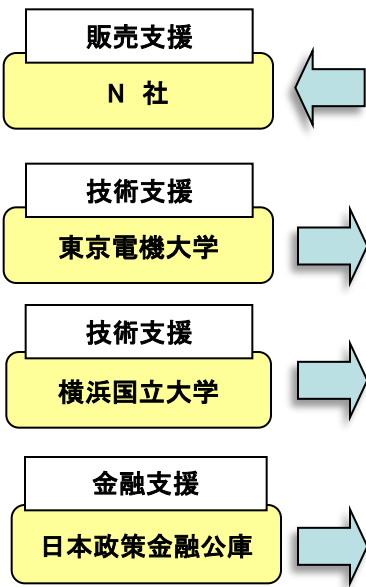 販売支援
N 社
技術支援
東京電機大学
技術支援
横浜国立大学
金融支援
日本政策金融公庫